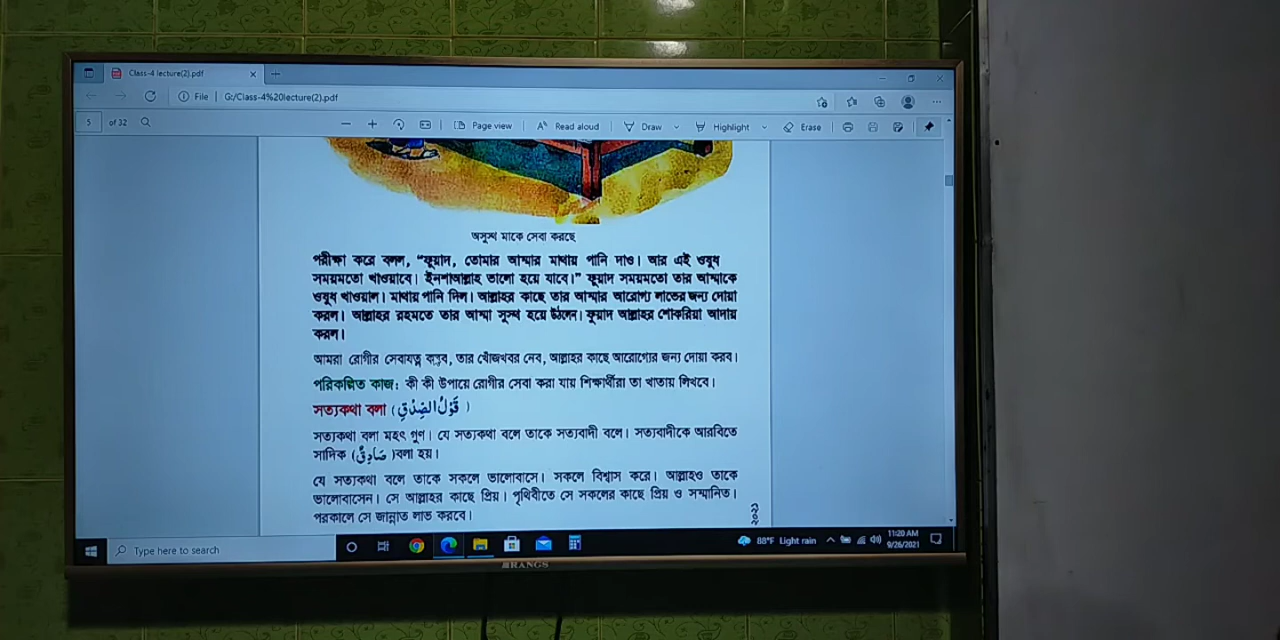 Class-4 lecture(2).pdf
File G:/Class-4%20lecture(2).pdf
5 of 32 Page view Read aloud Draw Highlight Erase
অসুস্থ মাকে সেবা করছে
পরীক্ষা করে বলল, “ফুয়াদ, তোমার আম্মার মাথায় পানি দাও। আর এই ওষুধ
সময়মতো খাওয়াবে। ইনশাআল্লাহ ভালো হয়ে যাবে।” ফুয়াদ সময়মতো তার আম্মাকে
ওষুধ খাওয়াল। মাথায় পানি দিল। আল্লাহর কাছে তার আম্মার আরোগ্য লাভের জন্য দোয়া
করল। আল্লাহর রহমতে তার আম্মা সুস্থ হয়ে উঠলেন। ফুয়াদ আল্লাহর শোকরিয়া আদায়
করল।
আমরা রোগীর সেবাযত্ন করব, তার খোঁজখবর নেব, আল্লাহর কাছে আরোগ্যের জন্য দোয়া করব।
পরিকল্পিত কাজ: কী কী উপায়ে রোগীর সেবা করা যায় শিক্ষার্থীরা তা খাতায় লিখবে।
সত্যকথা বলা (قَوْلُ الصِّدْقِ)
সত্যকথা বলা মহৎ গুণ। যে সত্যকথা বলে তাকে সত্যবাদী বলে। সত্যবাদীকে আরবিতে
সাদিক (صَادِقٌ) বলা হয়।
যে সত্যকথা বলে তাকে সকলে ভালোবাসে। সকলে বিশ্বাস করে। আল্লাহও তাকে
ভালোবাসেন। সে আল্লাহর কাছে প্রিয়। পৃথিবীতে সে সকলের কাছে প্রিয় ও সম্মানিত।
পরকালে সে জান্নাত লাভ করবে।
Type here to search
88°F Light rain
11:20 AM
9/26/2021
RANGS